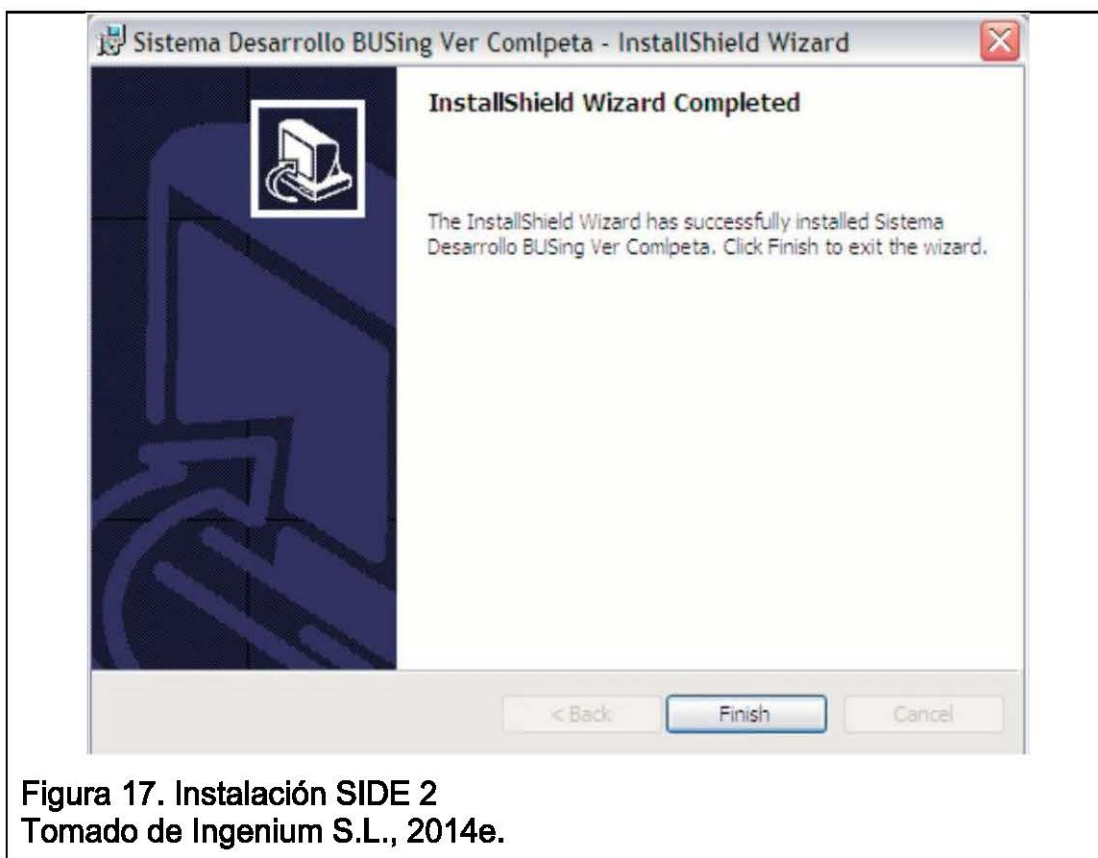 Sistema Desarrollo BUSing Ver Comlpeta - InstallShield Wizard
InstallShield Wizard Completed
The InstallShield Wizard has successfully installed Sistema
Desarrollo BUSing Ver Comlpeta. Click Finish to exit the wizard.
< Back Finish Cancel
Figura 17. Instalación SIDE 2
Tomado de Ingenium S.L., 2014e.